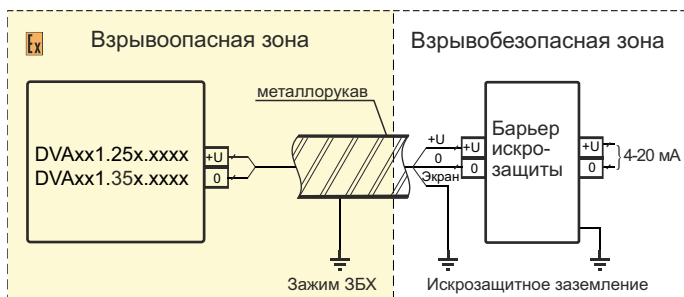 Ex
Взрывоопасная зона
Взрывобезопасная зона
металлорукав
DVAxx1.25x.xxxx
DVAxx1.35x.xxxx
+U
0
+U
0
Экран
+U
0
Барьер
искро-
защиты
+U
0
4-20 мА
Зажим ЗБХ
Искрозащитное заземление